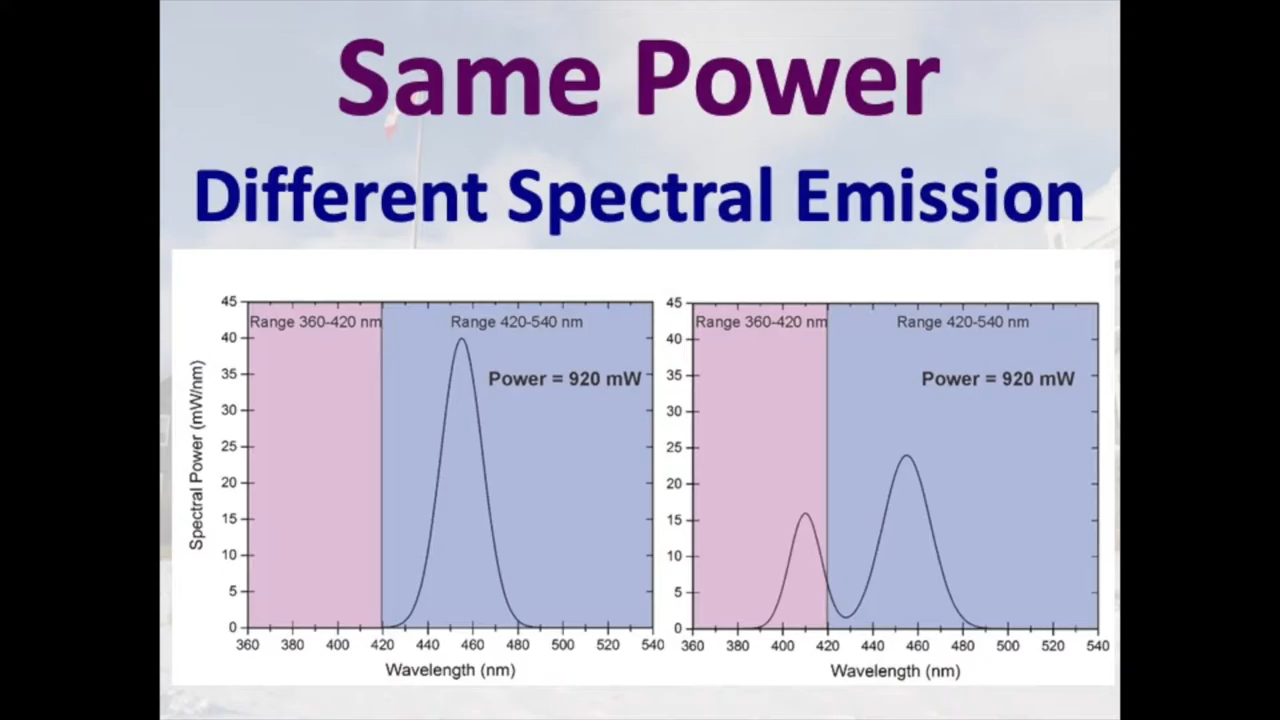 Same Power
Different Spectral Emission
45
Range 360-420 nm
Range 420-540 nm
40
35
Power = 920 mW
30
25
20
15
10
5
0
Spectral Power (mW/nm)
360 380 400 420 440 460 480 500 520 540
Wavelength (nm)
45
Range 360-420 nm
Range 420-540 nm
40
35
Power = 920 mW
30
25
20
15
10
5
0
360 380 400 420 440 460 480 500 520 540
Wavelength (nm)